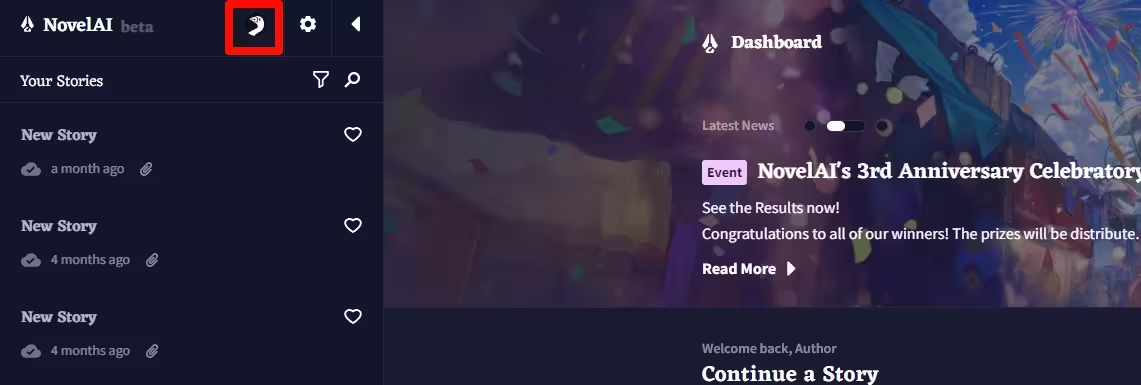 NovelAI beta
Your Stories
New Story
a month ago
New Story
4 months ago
New Story
4 months ago
Dashboard
Latest News
Event NovelAI's 3rd Anniversary Celebratory
See the Results now!
Congratulations to all of our winners! The prizes will be distribute.
Read More
Welcome back, Author
Continue a Story